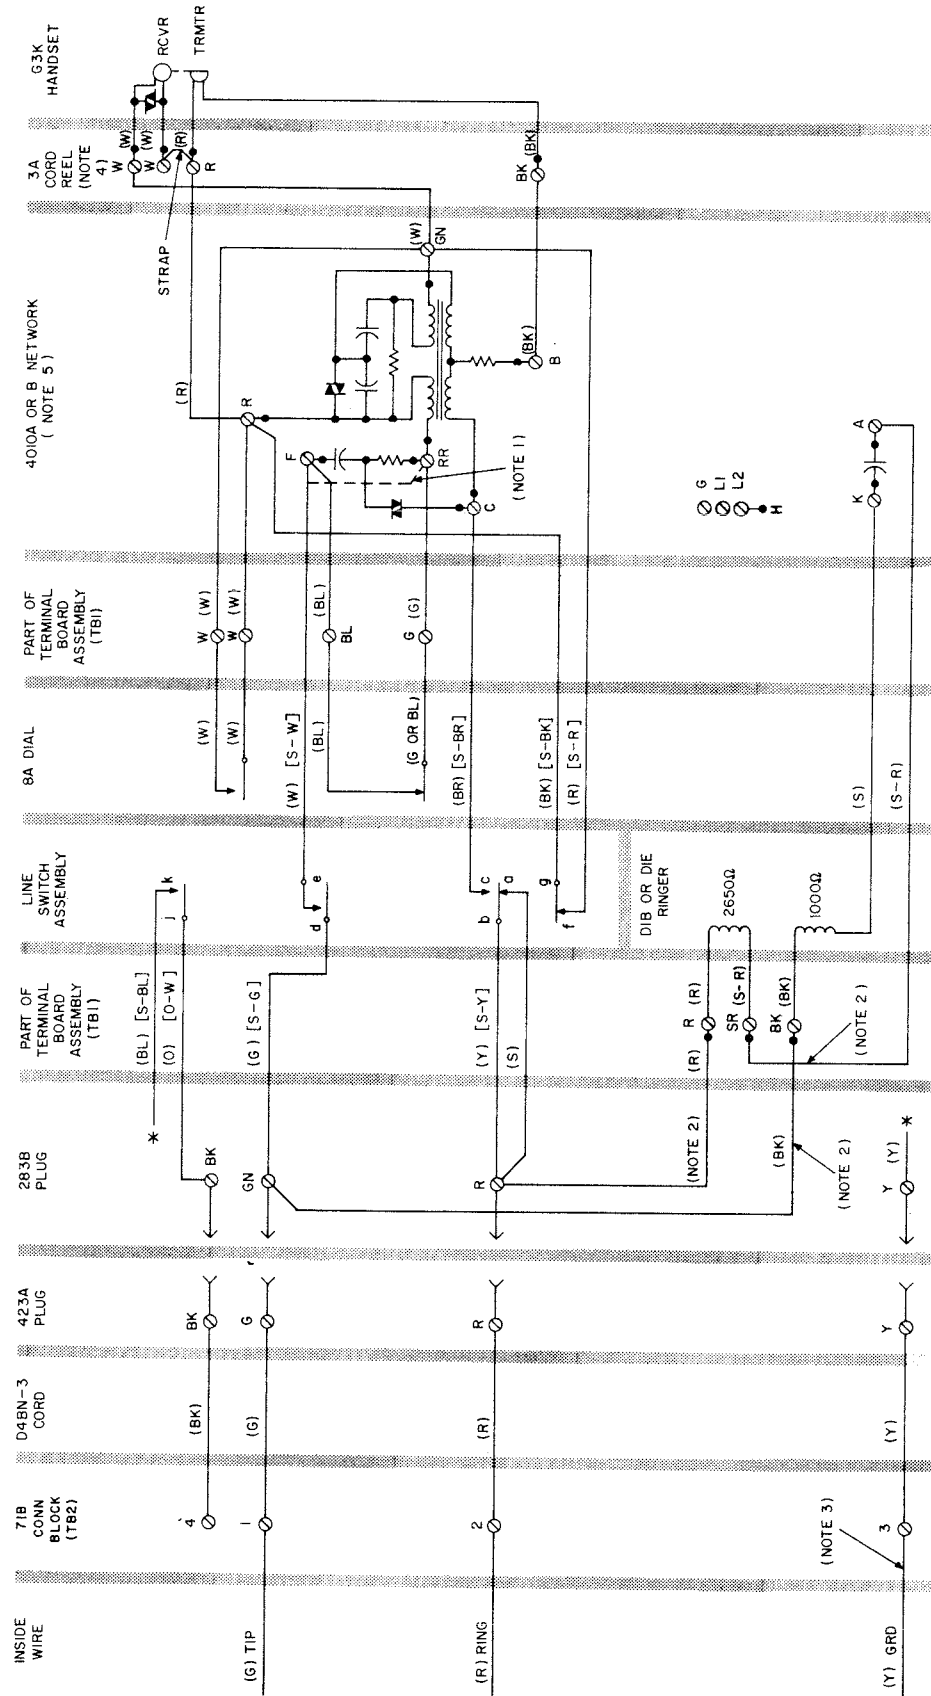 INSIDE
WIRE
71B
CONN
BLOCK
(TB2)
D4BN-3
CORD
423A
PLUG
283B
PLUG
PART OF
TERMINAL
BOARD
ASSEMBLY
(TB1)
LINE
SWITCH
ASSEMBLY
8A DIAL
PART OF
TERMINAL
BOARD
ASSEMBLY
(TB1)
4010A OR B NETWORK
(NOTE 5)
3A
CORD
REEL
(NOTE
4)
G3K
HANDSET
4
(BK)
BK
BK
(BL) [S-BL]
(O) [O-W]
*
j
k
(W)
(W)
W
(W)
W
(W)
(R)
STRAP
W
(W)
W
(W)
(R)
R
RCVR
TRMTR
(G) TIP
1
(G)
G
GN
(G) [S-G]
d
e
(W) [S-W]
(BL)
BL
(BL)
F
R
(G OR BL)
G
(G)
RR
(NOTE 1)
C
(W)
GN
(BK)
B
BK
(BK)
(R) RING
2
(R)
R
R
(Y) [S-Y]
(S)
b
c
a
(BR) [S-BR]
g
f
(BK) [S-BK]
(R) [S-R]
DIB OR DIE
RINGER
2650Ω
1000Ω
(NOTE 2)
(R)
R
(R)
SR
(S-R)
BK
(BK)
(BK)
(NOTE 2)
(NOTE 2)
G
L1
L2
H
(S)
K
A
(S-R)
(Y) GRD
(NOTE 3)
3
(Y)
Y
Y
(Y)
*